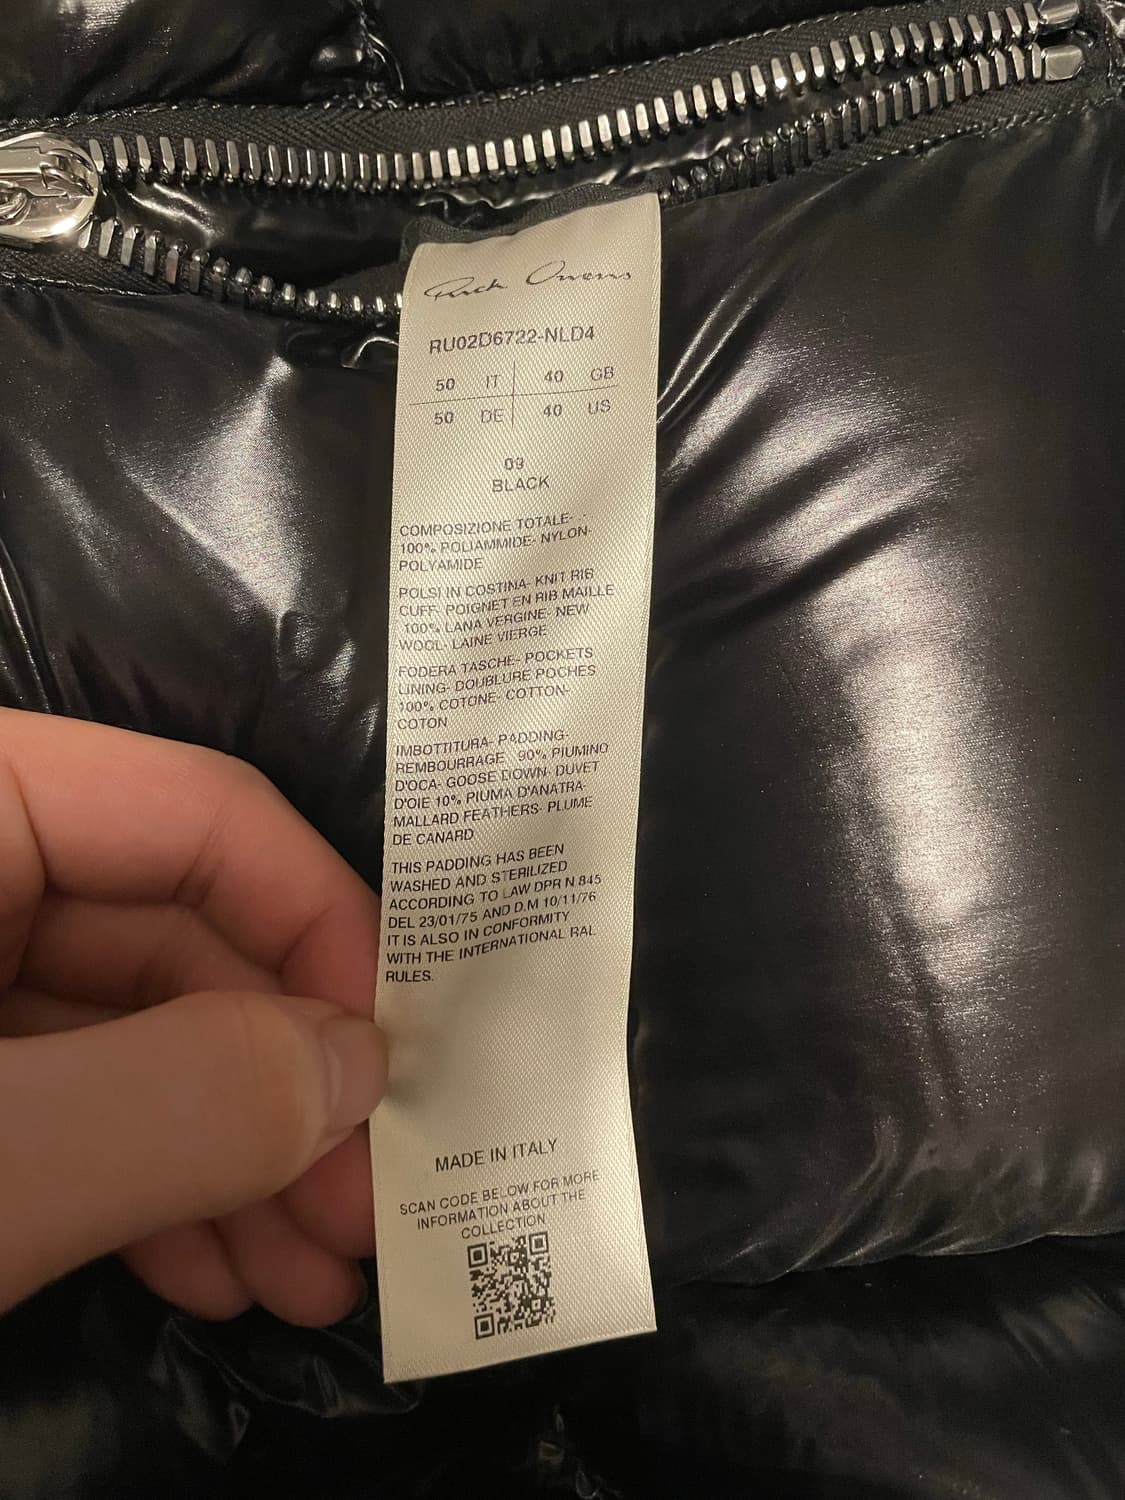 Rick Owens
RU02D6722-NLD4
50 IT 40 GB
50 DE 40 US
09
BLACK
COMPOSIZIONE TOTALE-
100% POLIAMMIDE- NYLON-
POLYAMIDE
POLSI IN COSTINA- KNIT RIB
CUFF- POIGNET EN RIB MAILLE
100% LANA VERGINE- NEW
WOOL- LAINE VIERGE
FODERA TASCHE- POCKETS
LINING- DOUBLURE POCHES
100% COTONE- COTTON-
COTON
IMBOTTITURA- PADDING-
REMBOURRAGE 90% PIUMINO
D'OCA- GOOSE DOWN- DUVET
D'OIE 10% PIUMA D'ANATRA-
MALLARD FEATHERS- PLUME
DE CANARD
THIS PADDING HAS BEEN
WASHED AND STERILIZED
ACCORDING TO LAW DPR N.845
DEL 23/01/75 AND D.M 10/11/76
IT IS ALSO IN CONFORMITY
WITH THE INTERNATIONAL RAL
RULES.
MADE IN ITALY
SCAN CODE BELOW FOR MORE
INFORMATION ABOUT THE
COLLECTION